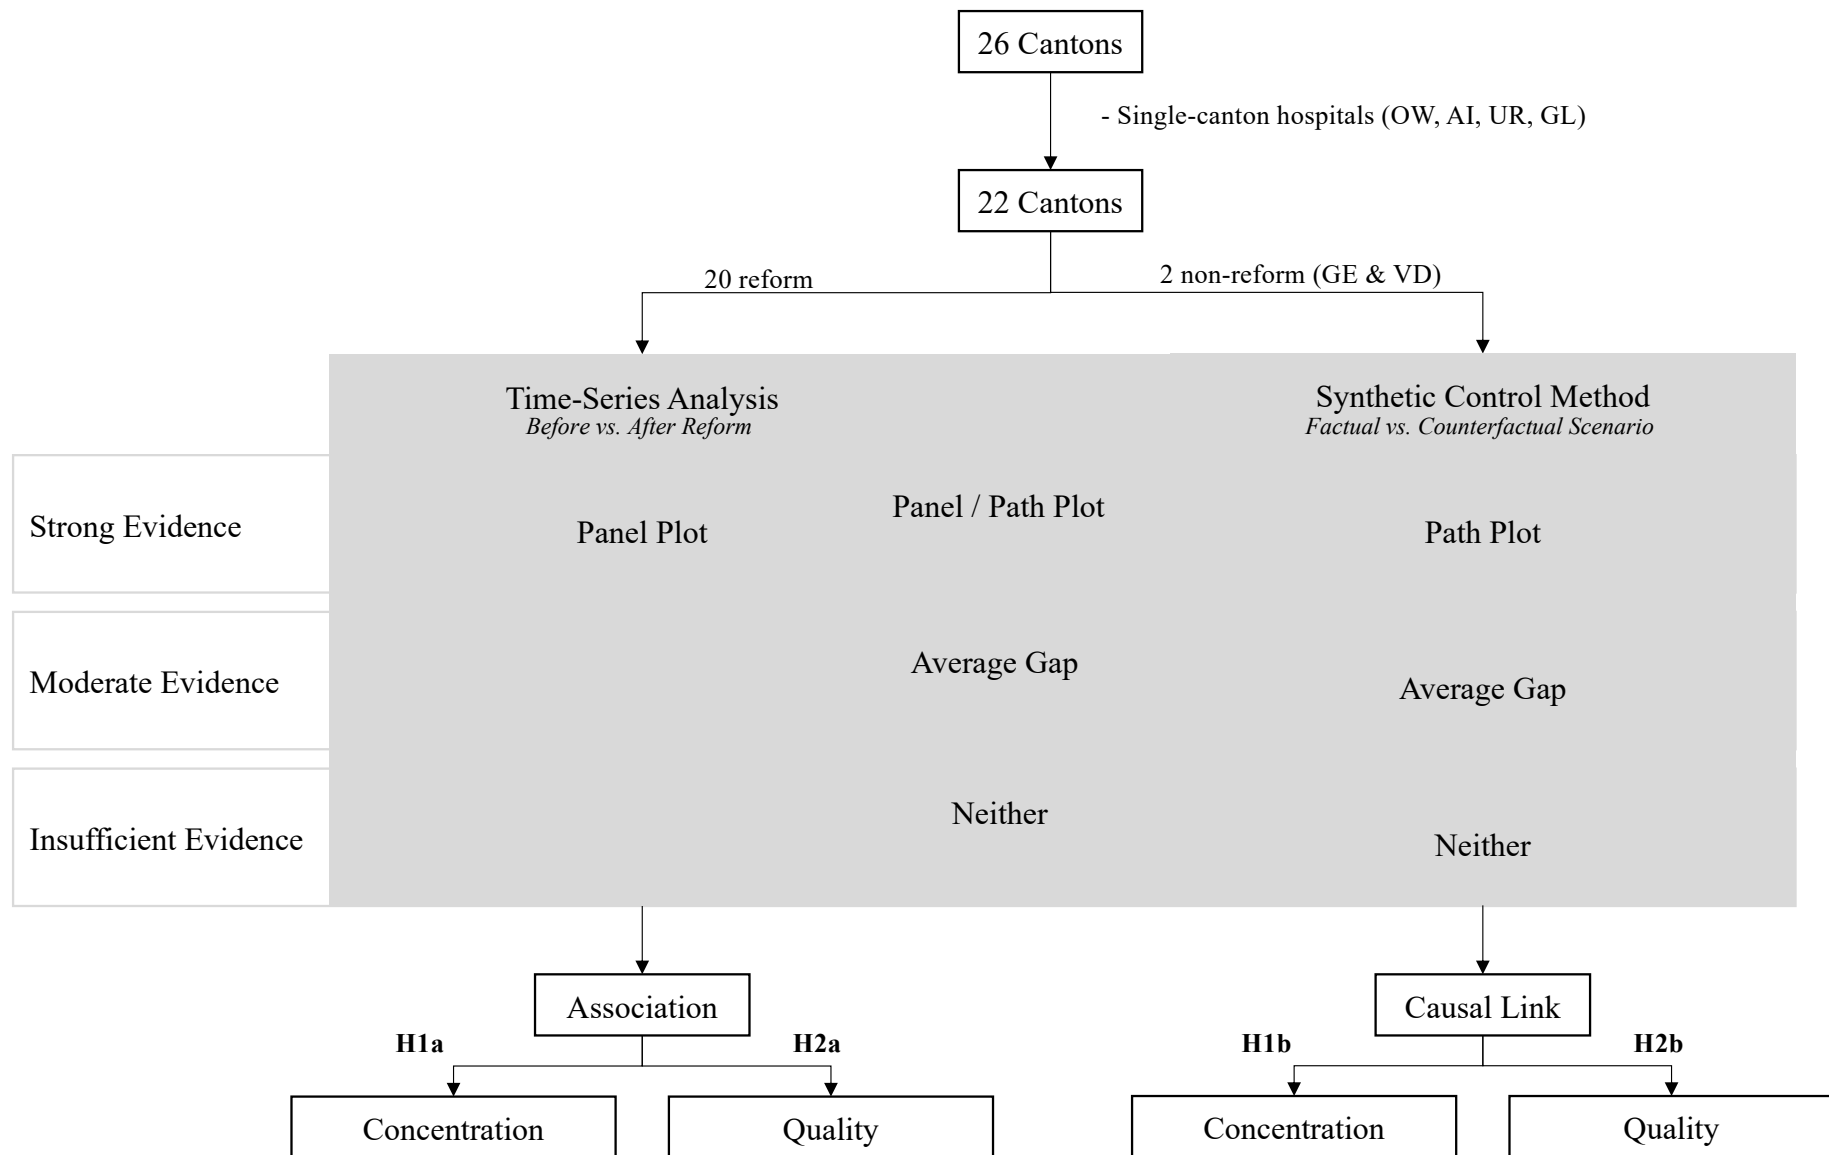 26 Cantons
- Single-canton hospitals (OW, AI, UR, GL)
22 Cantons
20 reform
2 non-reform (GE & VD)
Time-Series Analysis
Before vs. After Reform
Synthetic Control Method
Factual vs. Counterfactual Scenario
Strong Evidence
Panel Plot
Panel / Path Plot
Path Plot
Moderate Evidence
Average Gap
Average Gap
Insufficient Evidence
Neither
Neither
Association
Causal Link
H1a
H2a
H1b
H2b
Concentration
Quality
Concentration
Quality